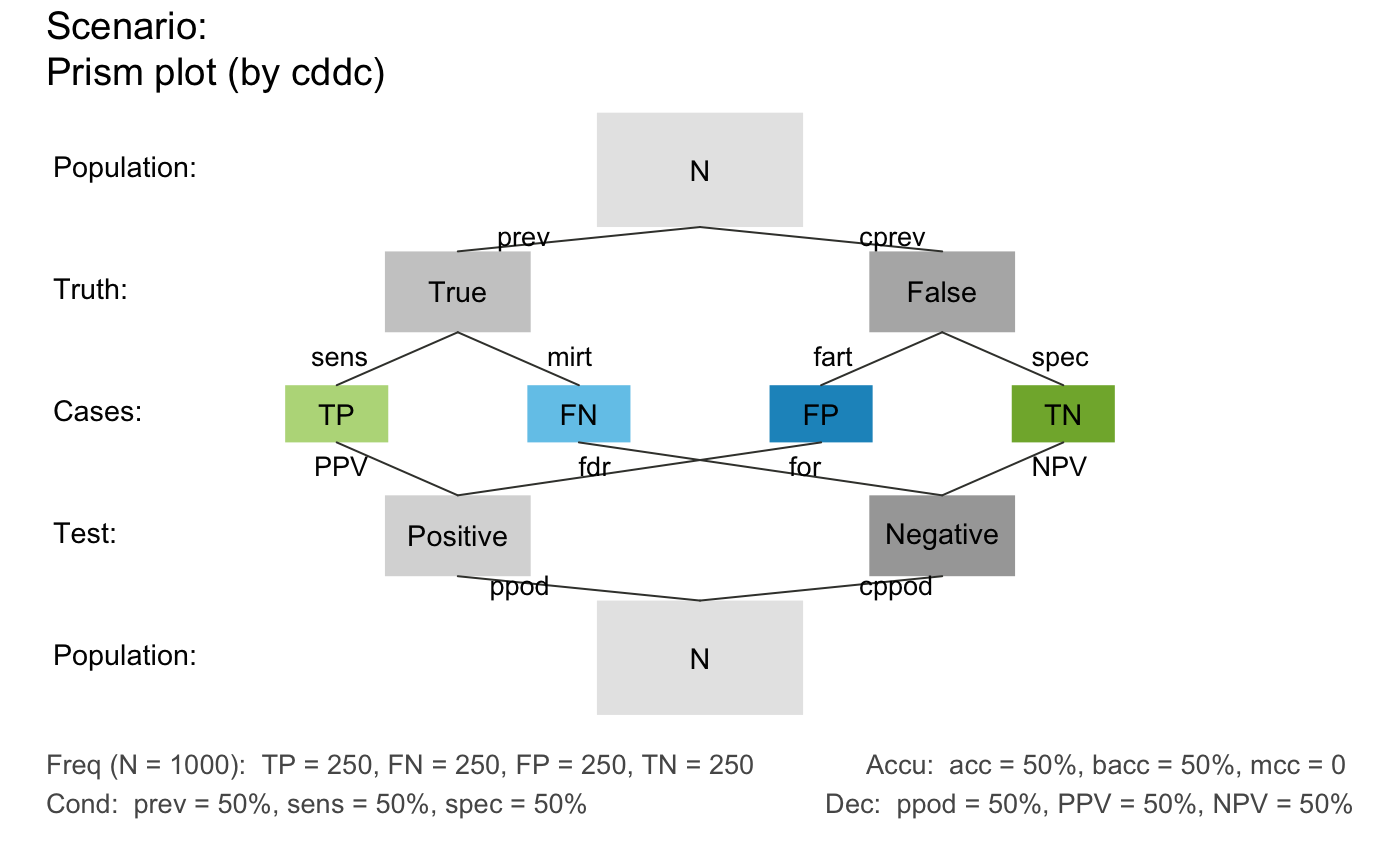 Scenario:
Prism plot (by cddc)
Population:
N
prev cprev
Truth:
True False
sens mirt fart spec
Cases:
TP FN FP TN
PPV fdr for NPV
Test:
Positive Negative
ppod cppod
Population:
N
Freq (N = 1000):  TP = 250, FN = 250, FP = 250, TN = 250
Accu:  acc = 50%, bacc = 50%, mcc = 0
Cond:  prev = 50%, sens = 50%, spec = 50%
Dec:  ppod = 50%, PPV = 50%, NPV = 50%